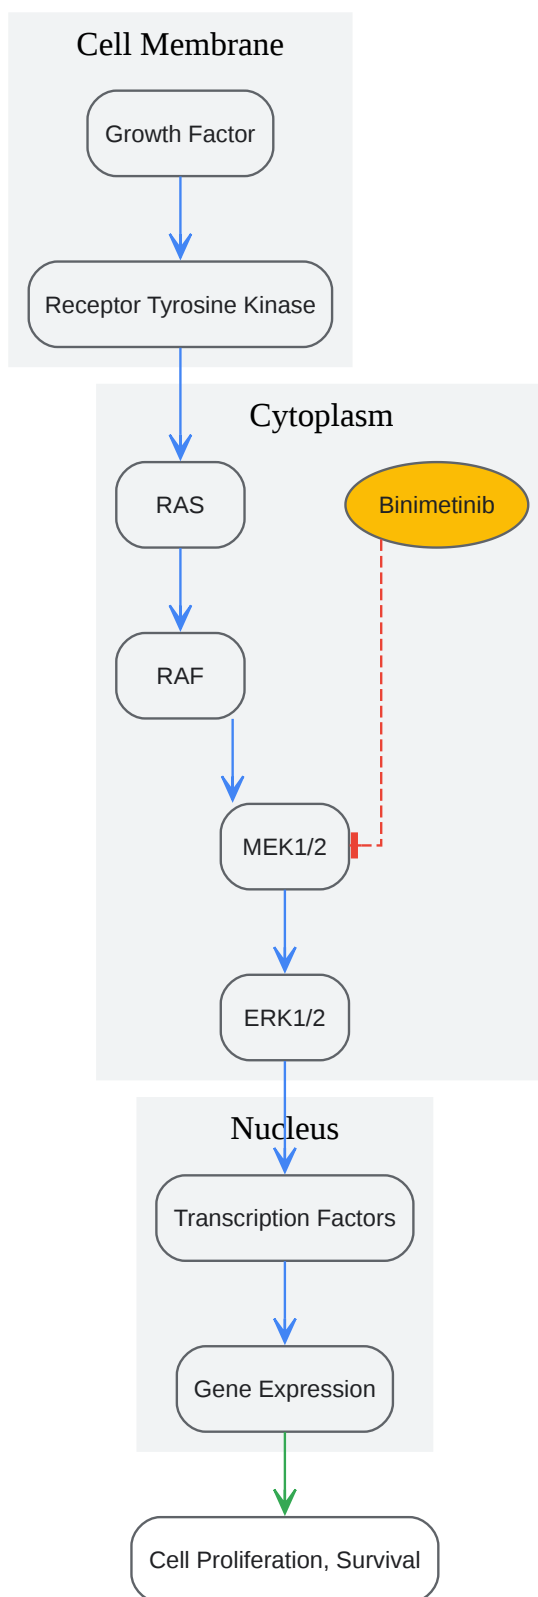 Cell Membrane
Growth Factor
Receptor Tyrosine Kinase
Cytoplasm
RAS
Binimetinib
RAF
MEK1/2
ERK1/2
Nucleus
Transcription Factors
Gene Expression
Cell Proliferation, Survival